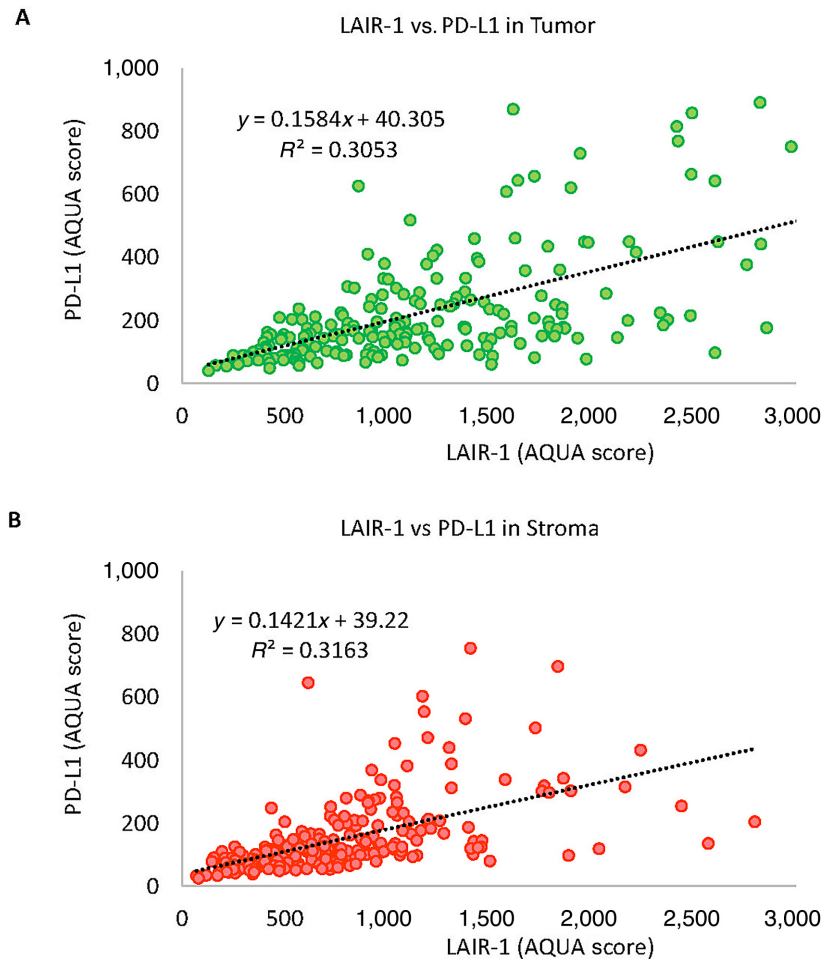 A
LAIR-1 vs. PD-L1 in Tumor
PD-L1 (AQUA score)
1,000
800
600
400
200
0
y = 0.1584x + 40.305
R² = 0.3053
0 500 1,000 1,500 2,000 2,500 3,000
LAIR-1 (AQUA score)
B
LAIR-1 vs PD-L1 in Stroma
PD-L1 (AQUA score)
1,000
800
600
400
200
0
y = 0.1421x + 39.22
R² = 0.3163
0 500 1,000 1,500 2,000 2,500 3,000
LAIR-1 (AQUA score)